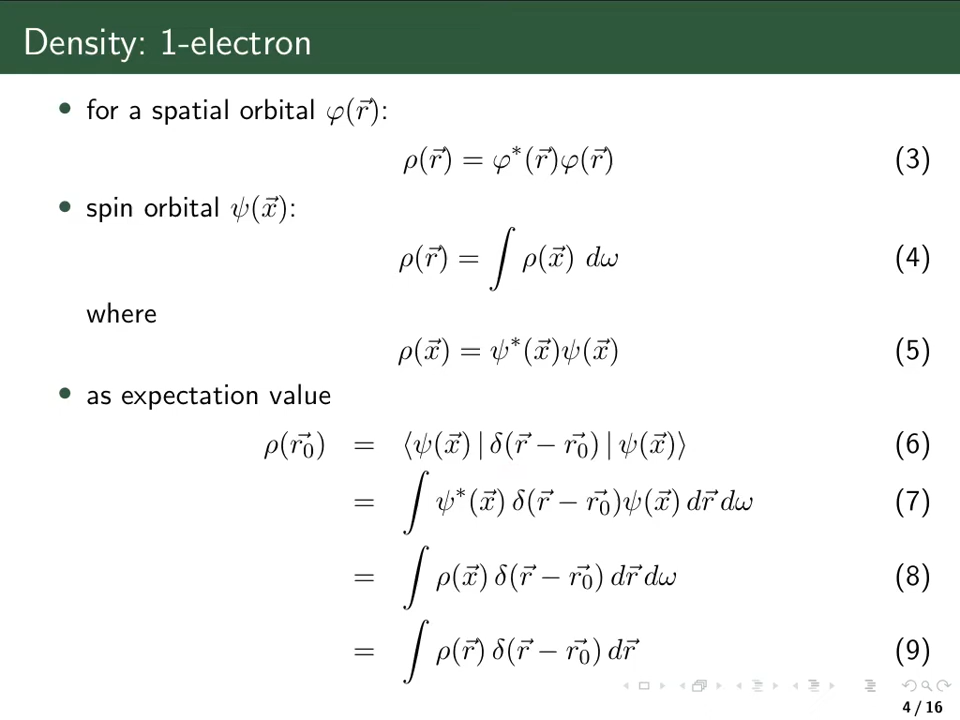 Density: 1-electron
• for a spatial orbital φ(r⃗):
ρ(r⃗) = φ*(r⃗)φ(r⃗) (3)
• spin orbital ψ(x⃗):
ρ(r⃗) = ∫ ρ(x⃗) dω (4)
where
ρ(x⃗) = ψ*(x⃗)ψ(x⃗) (5)
• as expectation value
ρ(r⃗₀) = ⟨ψ(x⃗) | δ(r⃗ − r⃗₀) | ψ(x⃗)⟩ (6)
= ∫ ψ*(x⃗) δ(r⃗ − r⃗₀)ψ(x⃗) dr⃗ dω (7)
= ∫ ρ(x⃗) δ(r⃗ − r⃗₀) dr⃗ dω (8)
= ∫ ρ(r⃗) δ(r⃗ − r⃗₀) dr⃗ (9)
4 / 16